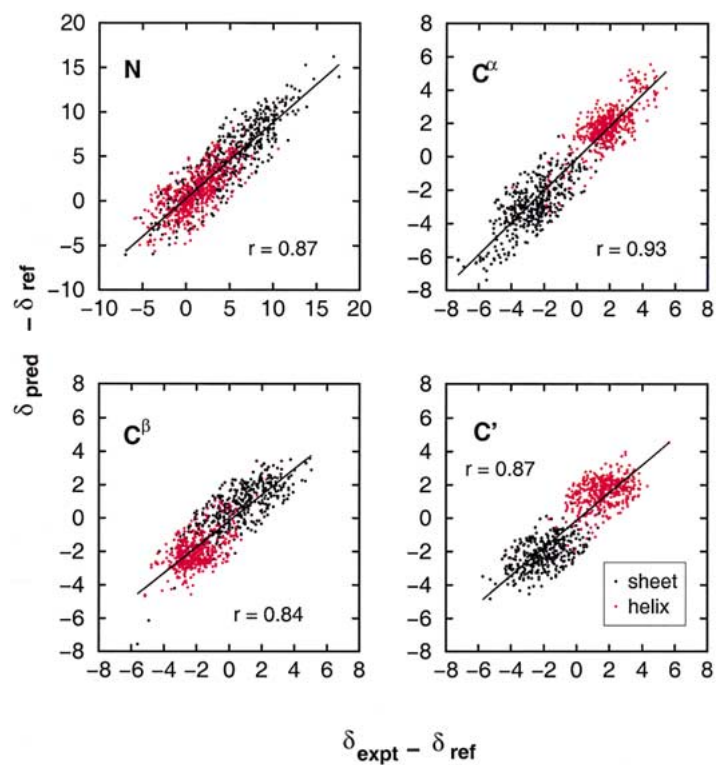 20
15
10
5
0
−5
−10
−10 −5 0 5 10 15 20
N
r = 0.87
8
6
4
2
0
−2
−4
−6
−8
−8 −6 −4 −2 0 2 4 6 8
Cα
r = 0.93
δ pred − δ ref
8
6
4
2
0
−2
−4
−6
−8
−8 −6 −4 −2 0 2 4 6 8
Cβ
r = 0.84
8
6
4
2
0
−2
−4
−6
−8
−8 −6 −4 −2 0 2 4 6 8
C'
r = 0.87
sheet
helix
δ expt − δ ref